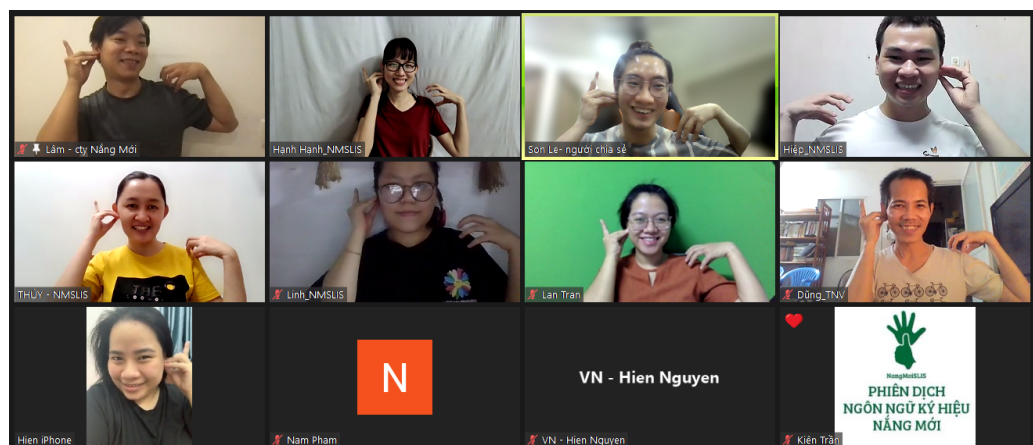 Lâm - cty Nắng Mới
Hạnh Hạnh_NMSLIS
Son Le- người chia sẻ
Hiệp_NMSLIS
THÙY - NMSLIS
Linh_NMSLIS
Lan Tran
Dũng_TNV
Hien iPhone
N
Nam Pham
VN - Hien Nguyen
VN - Hien Nguyen
NangMoiSLIS
PHIÊN DỊCH
NGÔN NGỮ KÝ HIỆU
NẮNG MỚI
Kiên Trần